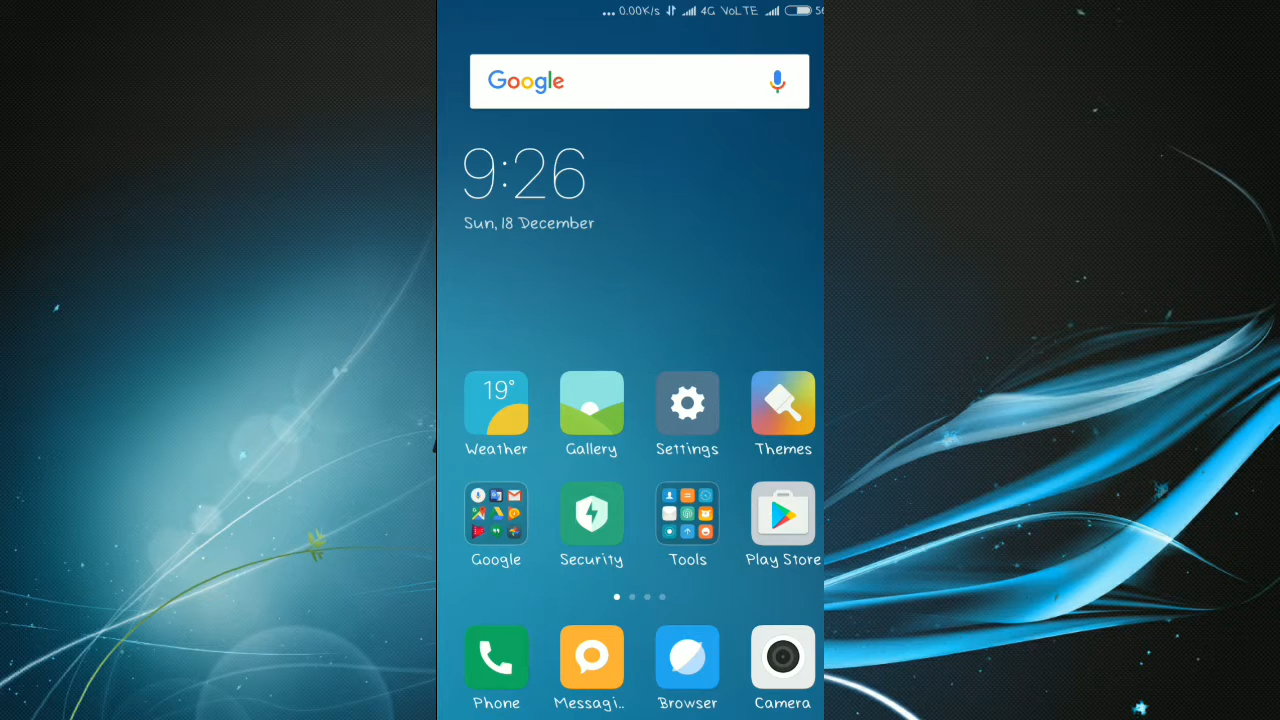 ... 0.00K/s 4G VoLTE 56
Google
9:26
Sun, 18 December
19°
Weather Gallery Settings Themes
Google Security Tools Play Store
Phone Messagi.. Browser Camera